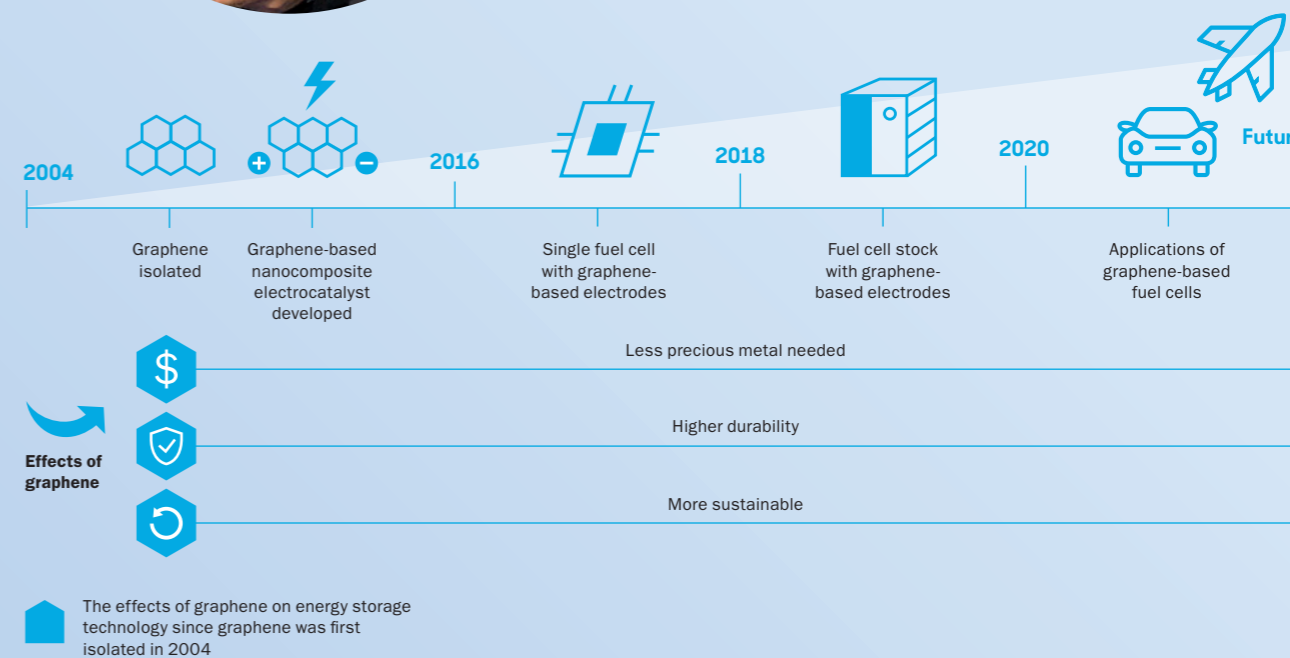 2004
2016
2018
2020
Futur
Graphene
isolated
Graphene-based
nanocomposite
electrocatalyst
developed
Single fuel cell
with graphene-
based electrodes
Fuel cell stock
with graphene-
based electrodes
Applications of
graphene-based
fuel cells
$
Less precious metal needed
Higher durability
More sustainable
Effects of
graphene
The effects of graphene on energy storage
technology since graphene was first
isolated in 2004